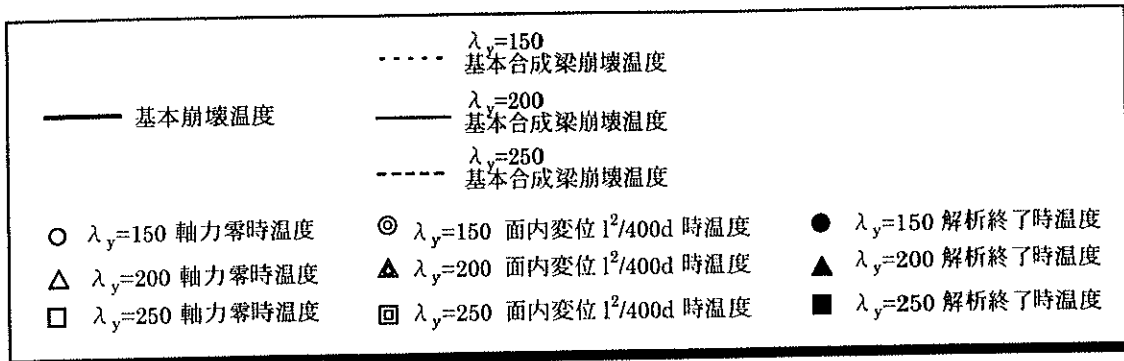 λy=150
基本合成梁崩壊温度
基本崩壊温度
λy=200
基本合成梁崩壊温度
λy=250
基本合成梁崩壊温度
λy=150 軸力零時温度
λy=150 面内変位 l²/400d 時温度
λy=150 解析終了時温度
λy=200 軸力零時温度
λy=200 面内変位 l²/400d 時温度
λy=200 解析終了時温度
λy=250 軸力零時温度
λy=250 面内変位 l²/400d 時温度
λy=250 解析終了時温度